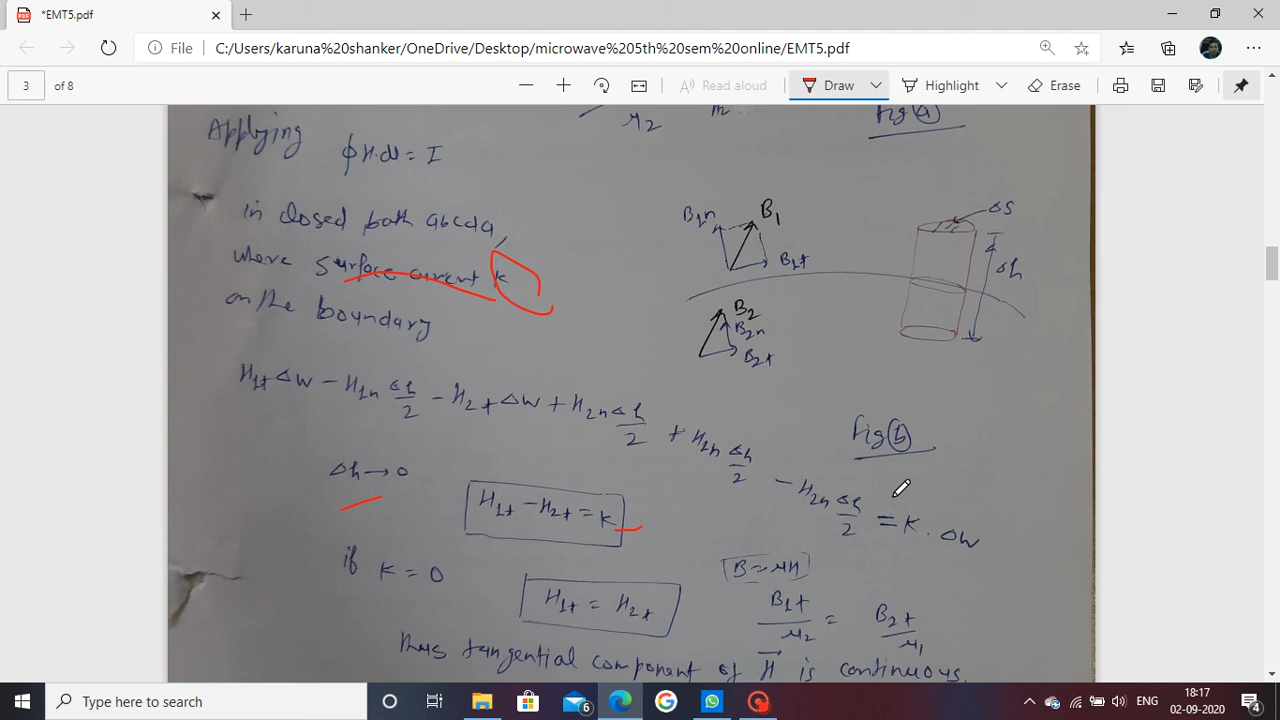 *EMT5.pdf
File C:/Users/karuna%20shanker/OneDrive/Desktop/microwave%205th%20sem%20online/EMT5.pdf
3 of 8
Read aloud Draw Highlight Erase
Applying
∮H.dl = I
μ2
Fig (a)
in closed path abcda,
where surface current K
on the boundary
B1n B1 B1t
B2 B2n B2t
ΔS
Δh
Fig (b)
H1t ΔW − H1n Δh/2 − H2t ΔW + H2n Δh/2 + H2n Δh/2 − H2n Δh/2 = K . ΔW
Δh → 0
H1t − H2t = K
if K = 0
H1t = H2t
B = μH
B1t/μ2 = B2t/μ1
Thus tangential component of H⃗ is continuous.
Type here to search
6
ENG
18:17
02-09-2020
4